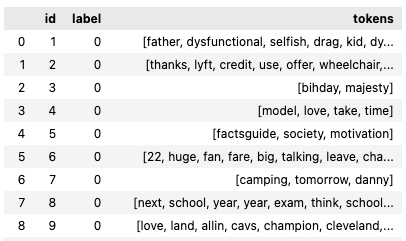 id label tokens
0 1 0 [father, dysfunctional, selfish, drag, kid, dy...
1 2 0 [thanks, lyft, credit, use, offer, wheelchair,...
2 3 0 [bihday, majesty]
3 4 0 [model, love, take, time]
4 5 0 [factsguide, society, motivation]
5 6 0 [22, huge, fan, fare, big, talking, leave, cha...
6 7 0 [camping, tomorrow, danny]
7 8 0 [next, school, year, year, exam, think, school...
8 9 0 [love, land, allin, cavs, champion, cleveland,...